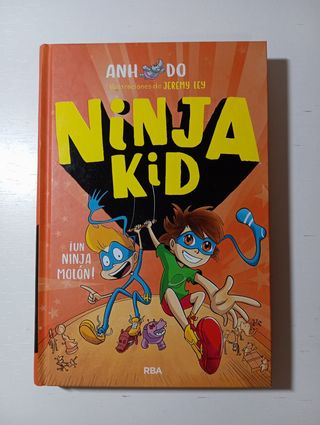 ANH DO
Ilustraciones de JEREMY LEY
NiNJA
KiD
¡UN
NINJA
MOLÓN!
RBA